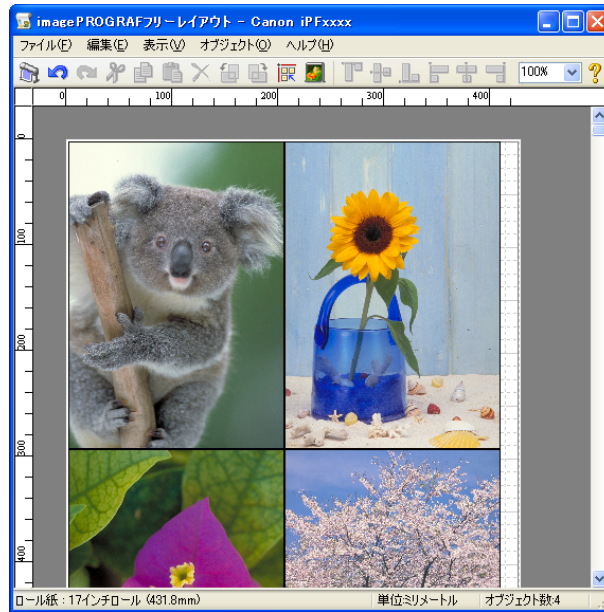 imagePROGRAFフリーレイアウト - Canon iPFxxxx
ファイル(F) 編集(E) 表示(V) オブジェクト(O) ヘルプ(H)
100%
0 100 200 300 400
0
100
200
300
400
ロール紙 : 17インチロール (431.8mm) 単位:ミリメートル オブジェクト数:4